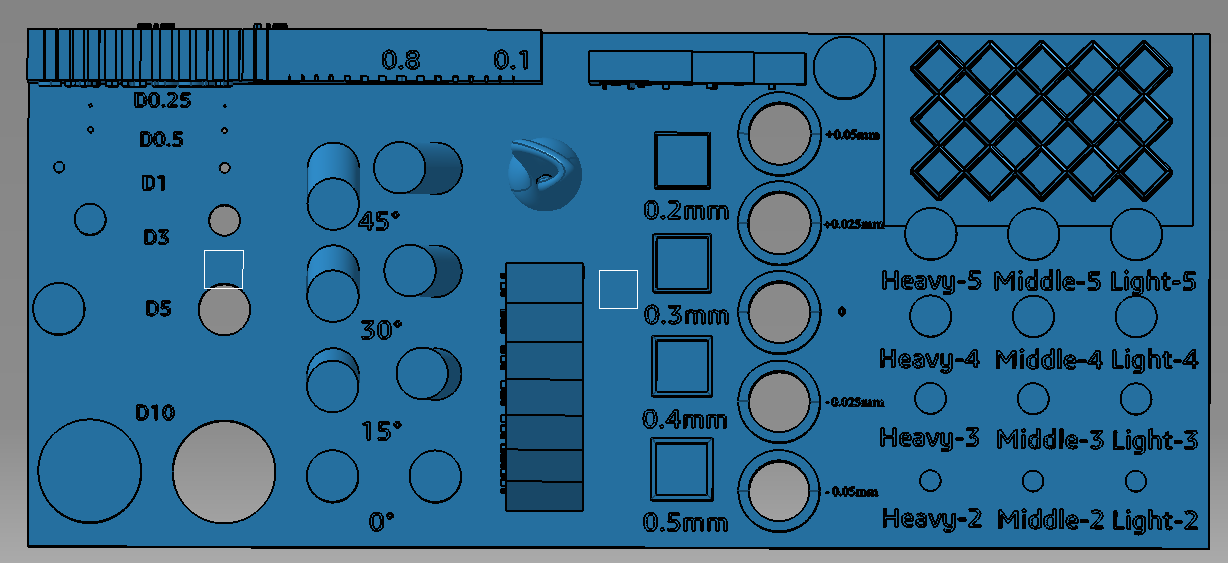 0.8 0.1
D0.25
D0.5
D1
D3
D5
D10
45°
30°
15°
0°
0.2mm
0.3mm
0.4mm
0.5mm
+0.05mm
+0.025mm
0
-0.025mm
-0.05mm
Heavy-5 Middle-5 Light-5
Heavy-4 Middle-4 Light-4
Heavy-3 Middle-3 Light-3
Heavy-2 Middle-2 Light-2